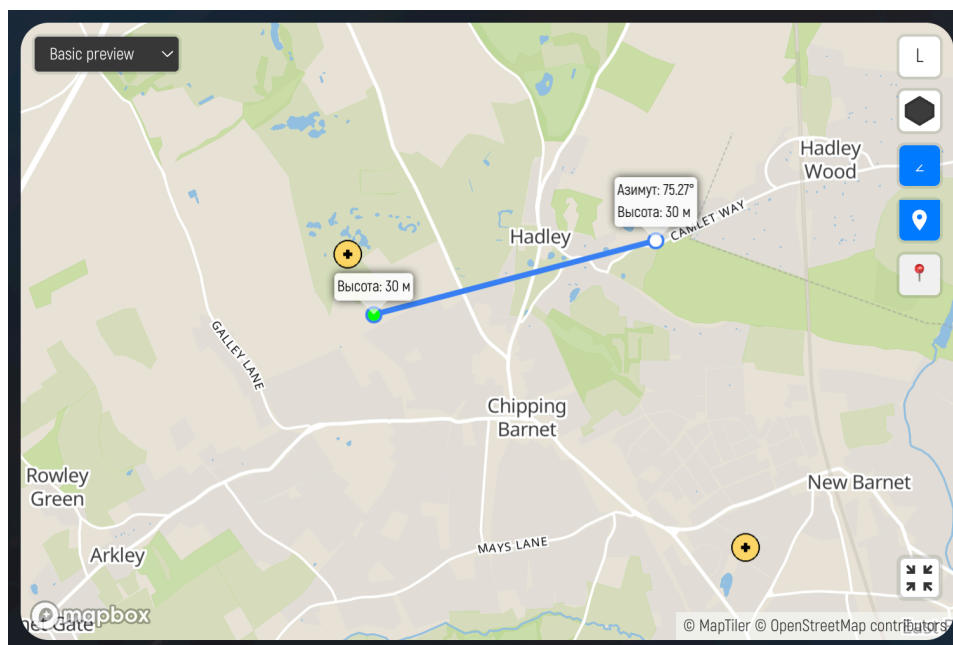 Basic preview
L
Hadley
Wood
Азимут: 75.27°
Высота: 30 м
CAMLET WAY
Hadley
Высота: 30 м
GALLEY LANE
Chipping
Barnet
Rowley
Green
New Barnet
MAYS LANE
Arkley
mapbox
Gate
© MapTiler © OpenStreetMap contributors